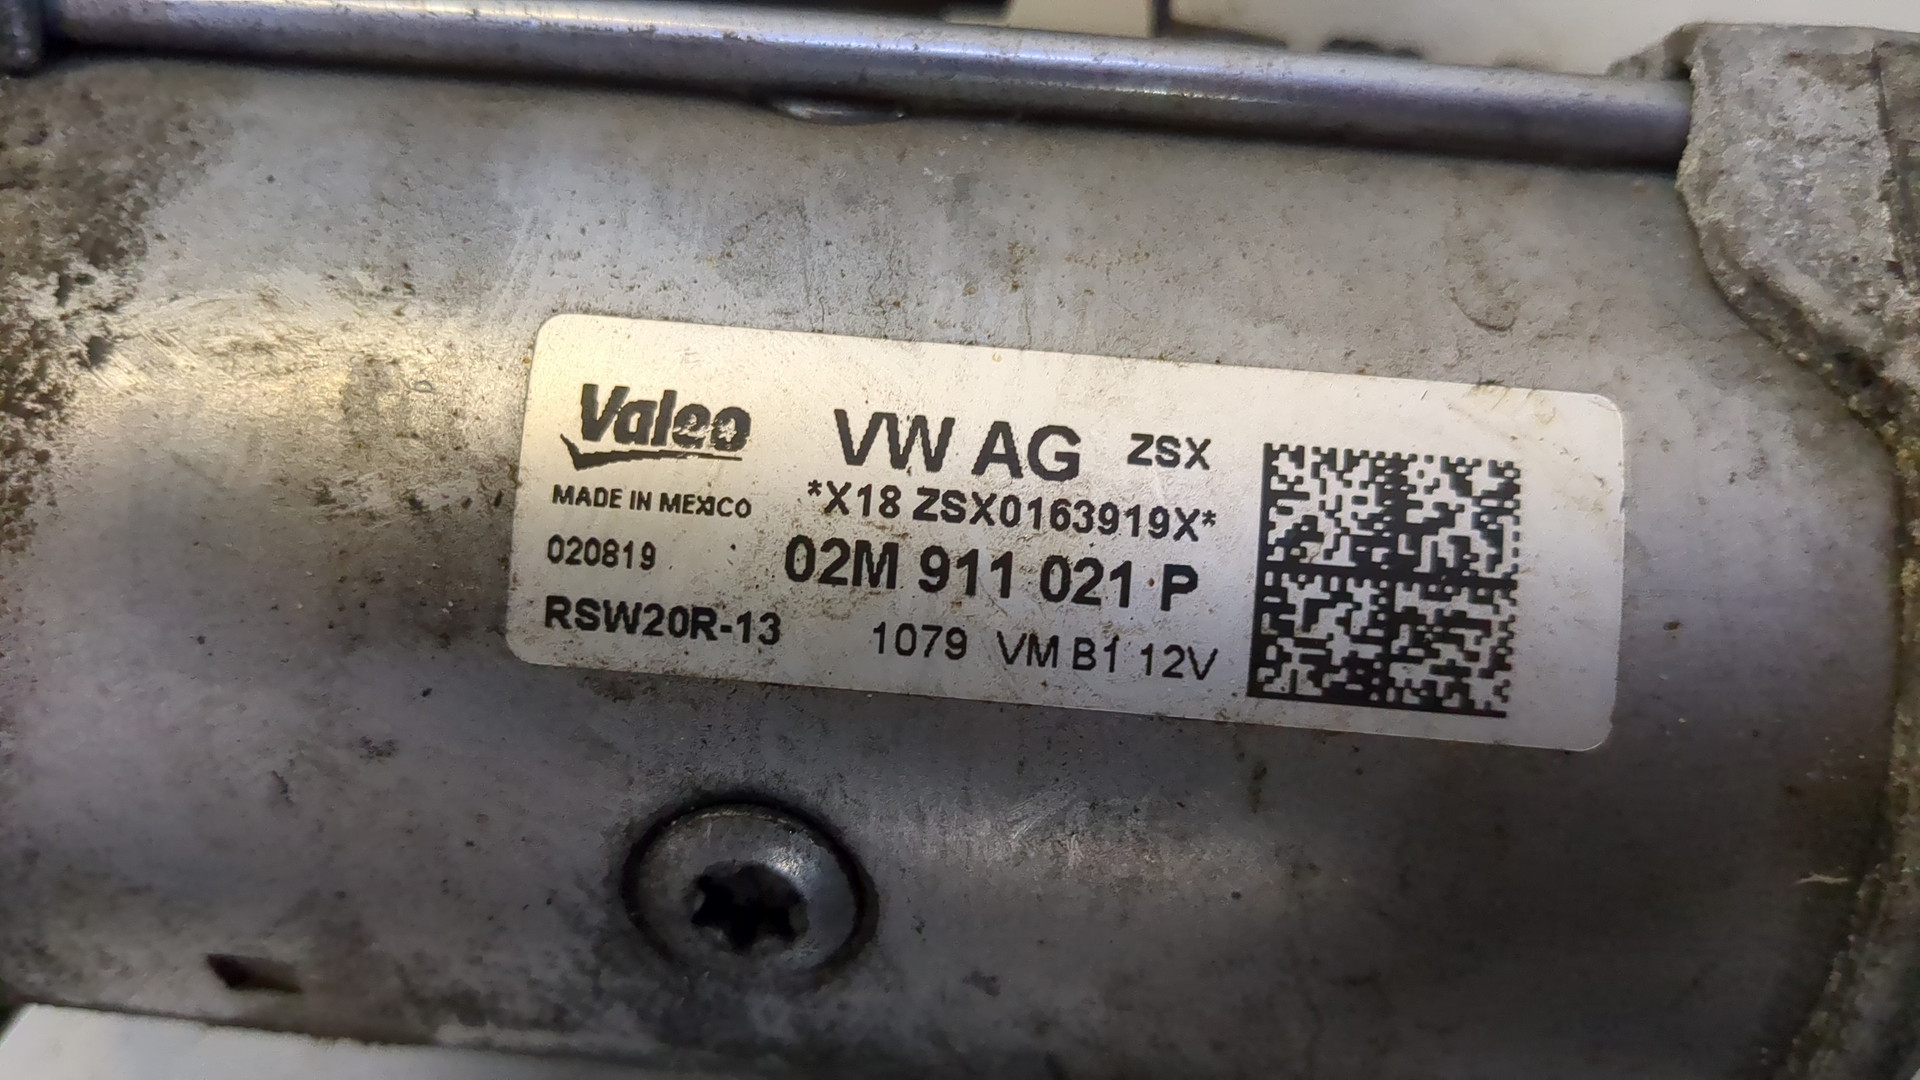 Valeo
MADE IN MEXICO
020819
RSW20R-13
VW AG ZSX
*X18 ZSX0163919X*
02M 911 021 P
1079 VM B1 12V